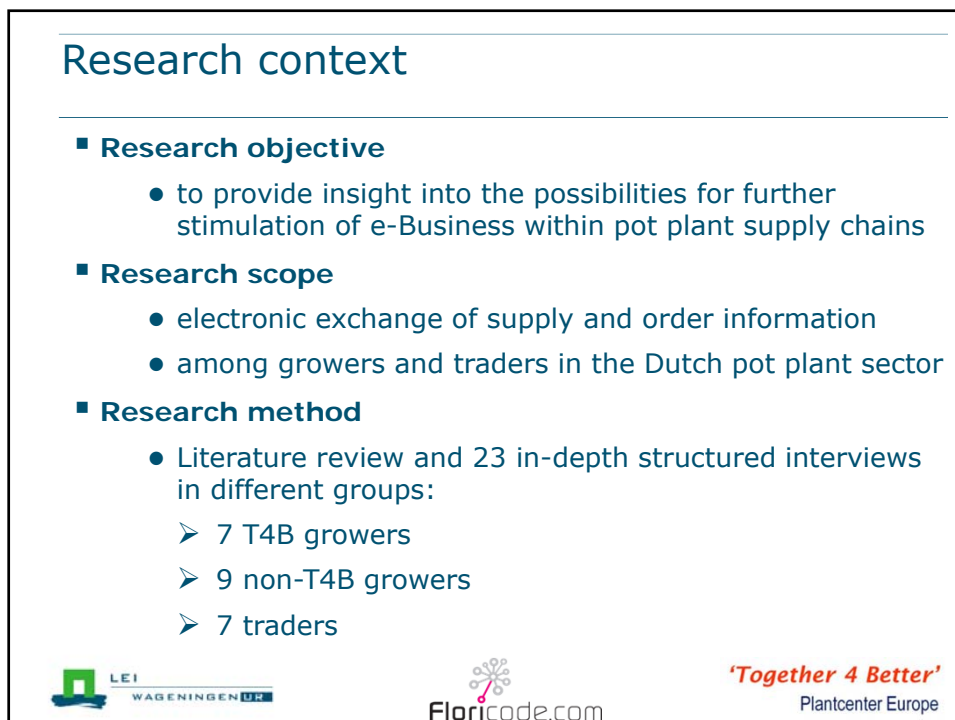 Research context
▪ Research objective
● to provide insight into the possibilities for further
stimulation of e-Business within pot plant supply chains
▪ Research scope
● electronic exchange of supply and order information
● among growers and traders in the Dutch pot plant sector
▪ Research method
● Literature review and 23 in-depth structured interviews
in different groups:
➢ 7 T4B growers
➢ 9 non-T4B growers
➢ 7 traders
LEI
WAGENINGEN UR
Floricode.com
'Together 4 Better'
Plantcenter Europe